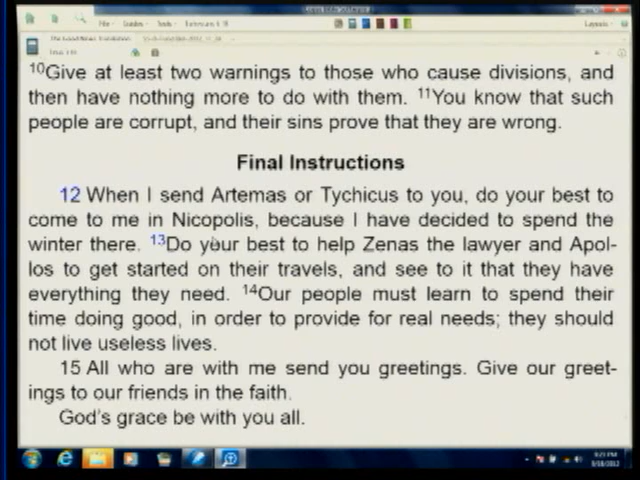 File
Guides
Tools
Layouts
10Give at least two warnings to those who cause divisions, and
then have nothing more to do with them. 11You know that such
people are corrupt, and their sins prove that they are wrong.
Final Instructions
12 When I send Artemas or Tychicus to you, do your best to
come to me in Nicopolis, because I have decided to spend the
winter there. 13Do your best to help Zenas the lawyer and Apol-
los to get started on their travels, and see to it that they have
everything they need. 14Our people must learn to spend their
time doing good, in order to provide for real needs; they should
not live useless lives.
15 All who are with me send you greetings. Give our greet-
ings to our friends in the faith.
God's grace be with you all.